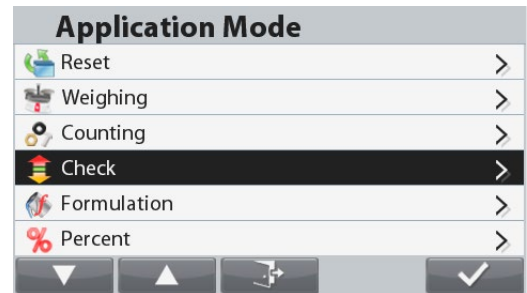 Application Mode
Reset
Weighing
Counting
Check
Formulation
Percent